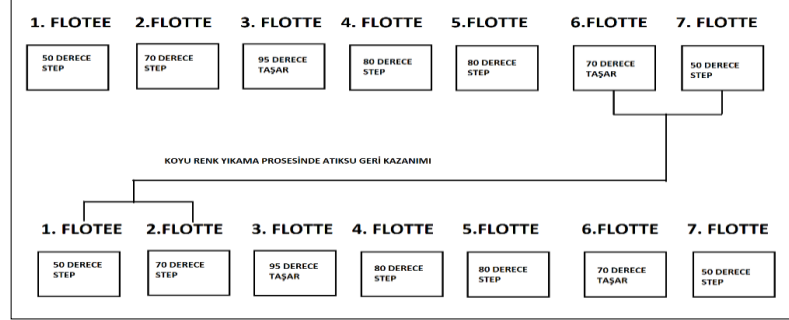 1. FLOTEE 2.FLOTTE 3. FLOTTE 4. FLOTTE 5.FLOTTE 6.FLOTTE 7. FLOTTE
50 DERECE STEP
70 DERECE STEP
95 DERECE TAŞAR
80 DERECE STEP
80 DERECE STEP
70 DERECE TAŞAR
50 DERECE STEP
KOYU RENK YIKAMA PROSESİNDE ATIKSU GERİ KAZANIMI
1. FLOTEE 2.FLOTTE 3. FLOTTE 4. FLOTTE 5.FLOTTE 6.FLOTTE 7. FLOTTE
50 DERECE STEP
70 DERECE STEP
95 DERECE TAŞAR
80 DERECE STEP
80 DERECE STEP
70 DERECE TAŞAR
50 DERECE STEP